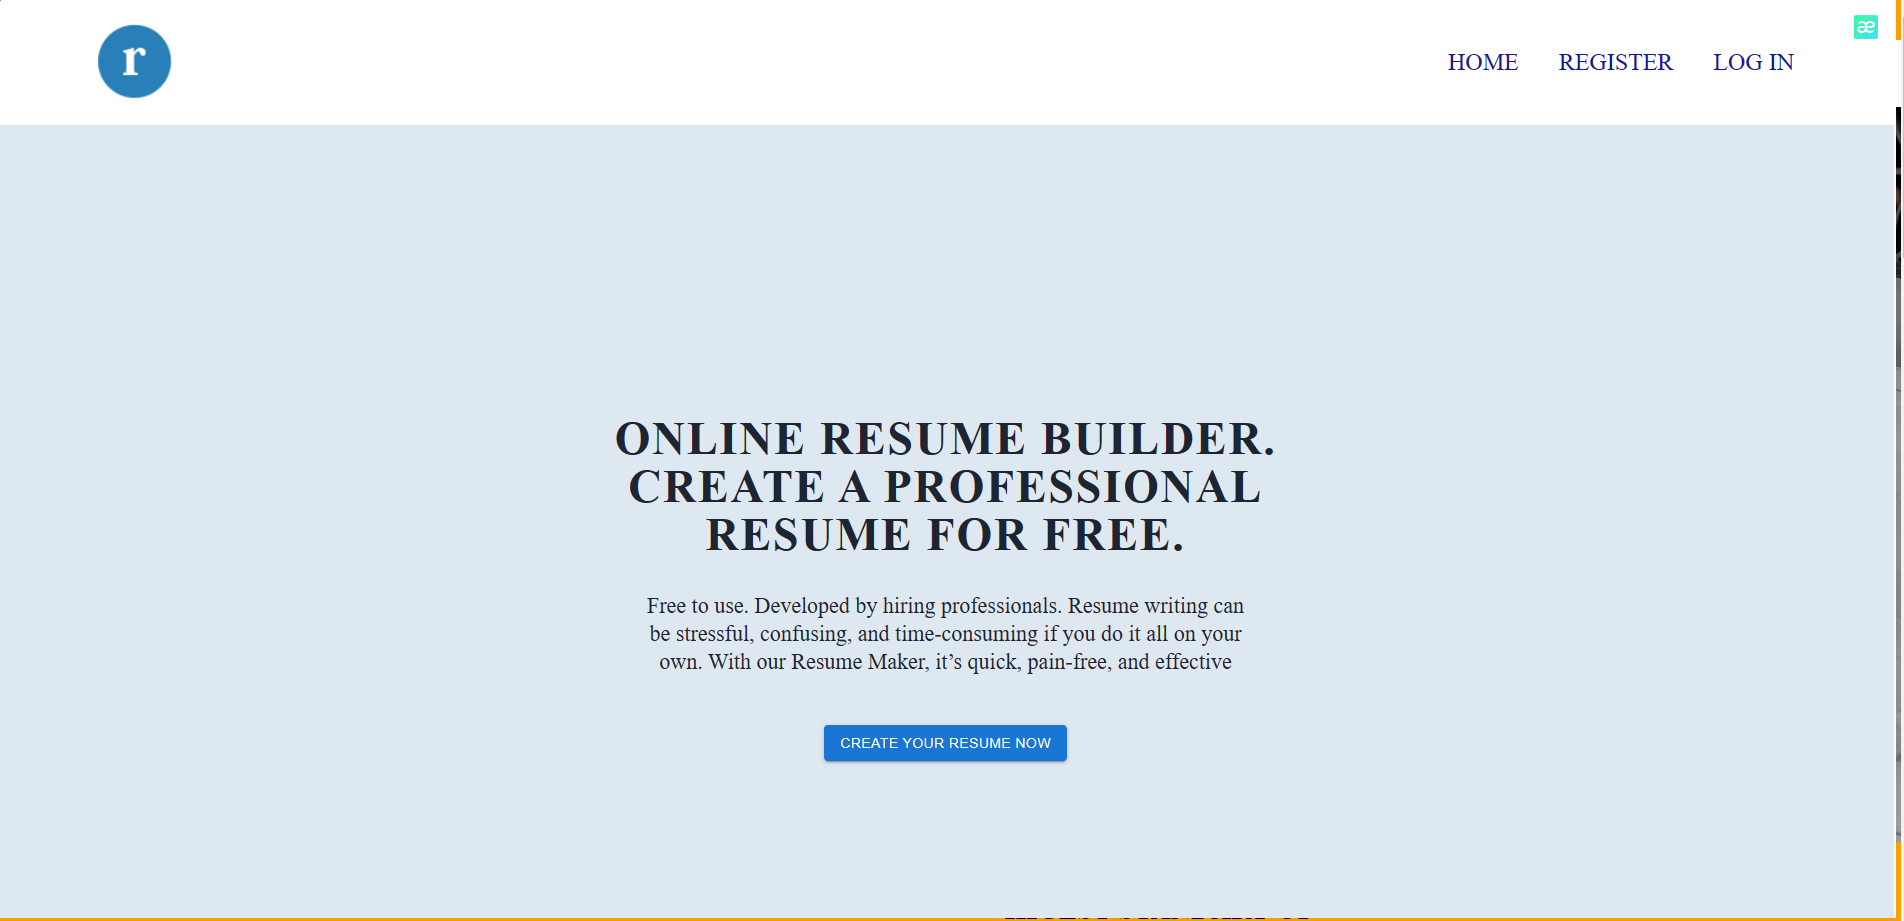 r
HOME REGISTER LOG IN
æ
ONLINE RESUME BUILDER.
CREATE A PROFESSIONAL
RESUME FOR FREE.
Free to use. Developed by hiring professionals. Resume writing can
be stressful, confusing, and time-consuming if you do it all on your
own. With our Resume Maker, it’s quick, pain-free, and effective
CREATE YOUR RESUME NOW